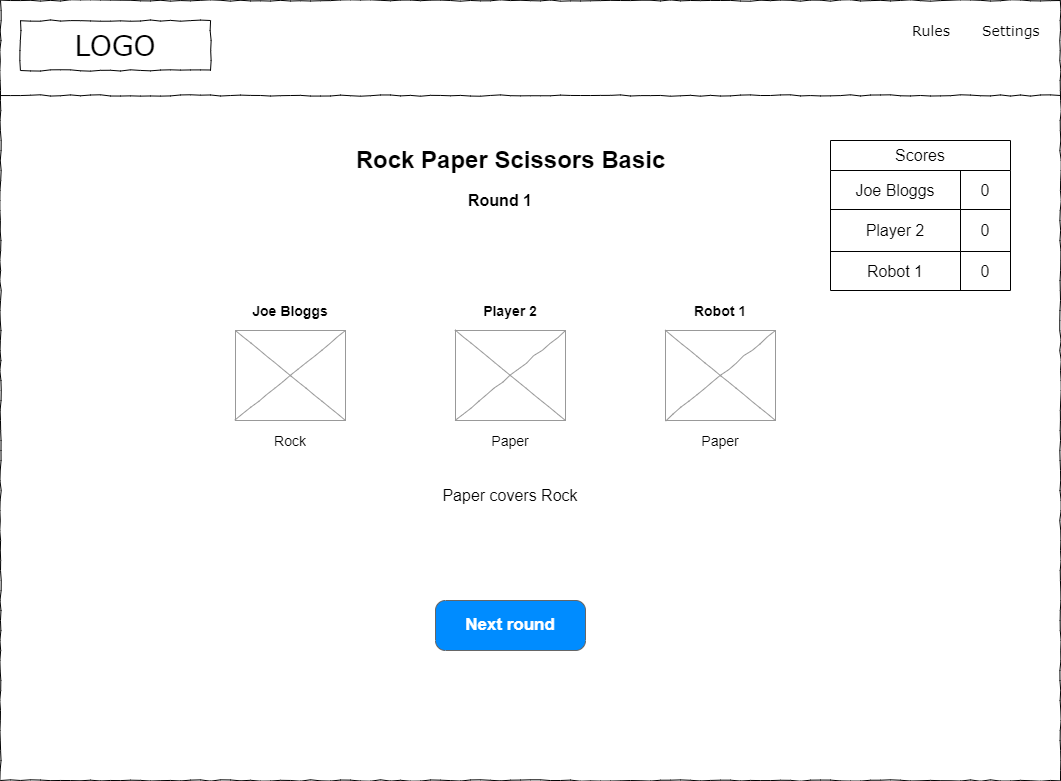 LOGO
Rules
Settings
Rock Paper Scissors Basic
Round 1
Scores
Joe Bloggs 0
Player 2 0
Robot 1 0
Joe Bloggs
Player 2
Robot 1
Rock
Paper
Paper
Paper covers Rock
Next round